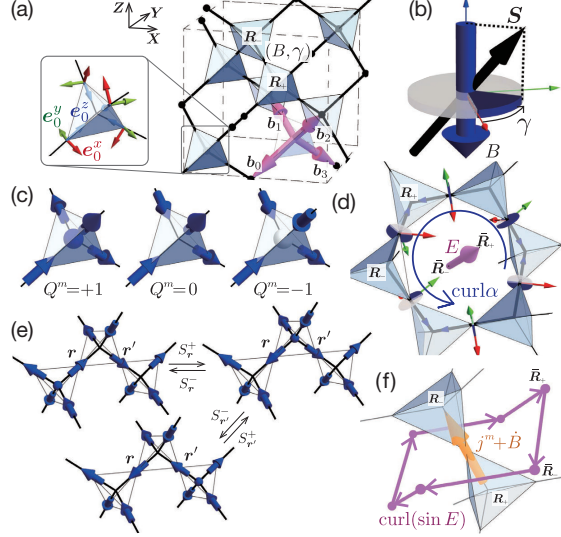 (a)
Z
Y
X
R₋
(B, γ)
R₊
e₀ʸ
e₀ᶻ
e₀ˣ
b₁
b₂
b₀
b₃
(b)
S
γ
B
(c)
Qᵐ=+1
Qᵐ=0
Qᵐ=−1
(d)
R₊
R₋
E
R̄₊
R̄₋
curlα
(e)
r
r′
S⁺ᵣ
S⁻ᵣ
r
r′
S⁻ᵣ′
S⁺ᵣ′
r
r′
(f)
R₋
R̄₊
jᵐ+Ḃ
R̄₋
R₊
curl(sin E)